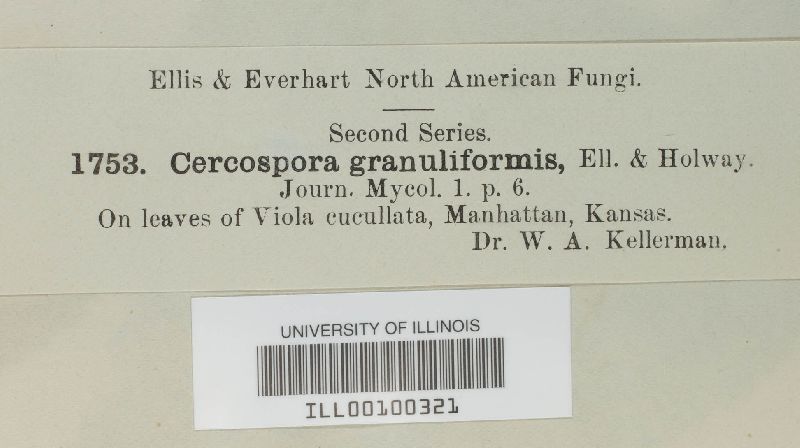 Ellis & Everhart North American Fungi.
Second Series.
1753. Cercospora granuliformis, Ell. & Holway.
Journ. Mycol. 1. p. 6.
On leaves of Viola cucullata, Manhattan, Kansas.
Dr. W. A. Kellerman.
UNIVERSITY OF ILLINOIS
ILL00100321